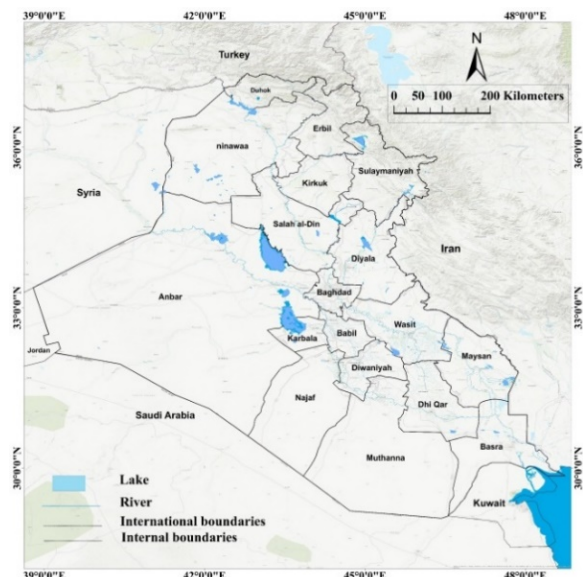 39°0'0"E 42°0'0"E 45°0'0"E 48°0'0"E
Turkey
N
0 50 100 200 Kilometers
Duhok
Erbil
ninawaa
Sulaymaniyah
Kirkuk
Syria
Salah al-Din
Iran
Diyala
Anbar
Baghdad
Wasit
Babil
Karbala
Maysan
Jordan
Diwaniyah
Najaf
Dhi Qar
Saudi Arabia
Basra
Muthanna
Kuwait
Lake
River
International boundaries
Internal boundaries
36°0'0"N
33°0'0"N
30°0'0"N
36°0'0"N
33°0'0"N
30°0'0"N
39°0'0"E 42°0'0"E 45°0'0"E 48°0'0"E